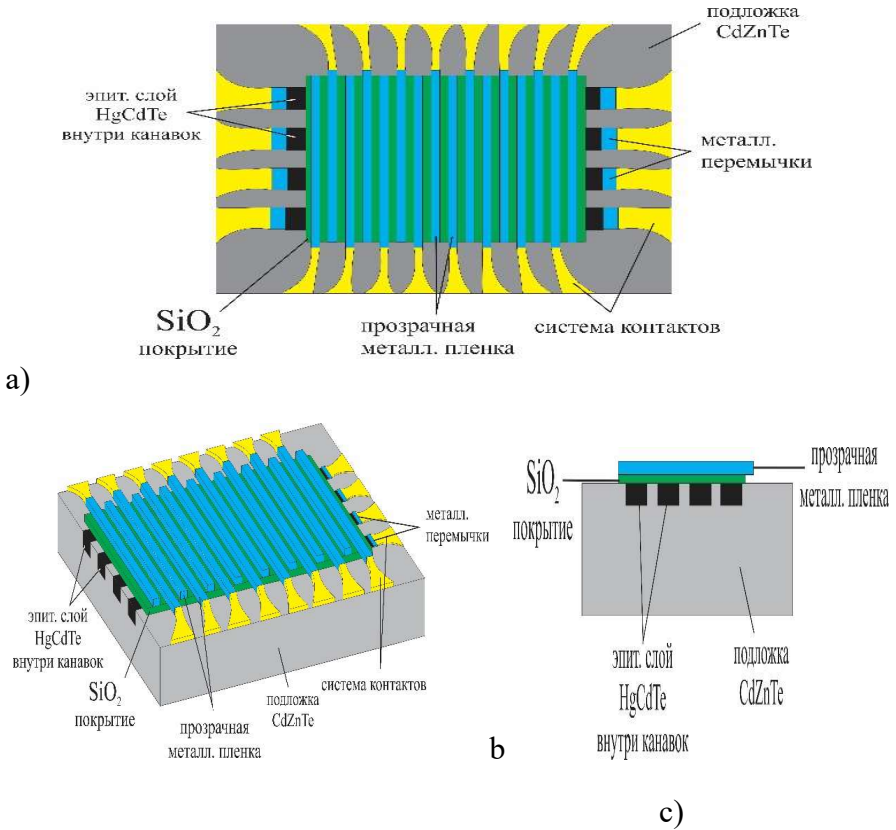 подложка
CdZnTe
эпит. слой
HgCdTe
внутри канавок
металл.
перемычки
SiO₂
покрытие
прозрачная
металл. пленка
система контактов
a)
металл.
перемычки
эпит. слой
HgCdTe
внутри канавок
SiO₂
покрытие
прозрачная
металл. пленка
подложка
CdZnTe
система контактов
b
SiO₂
покрытие
прозрачная
металл. пленка
эпит. слой
HgCdTe
внутри канавок
подложка
CdZnTe
c)